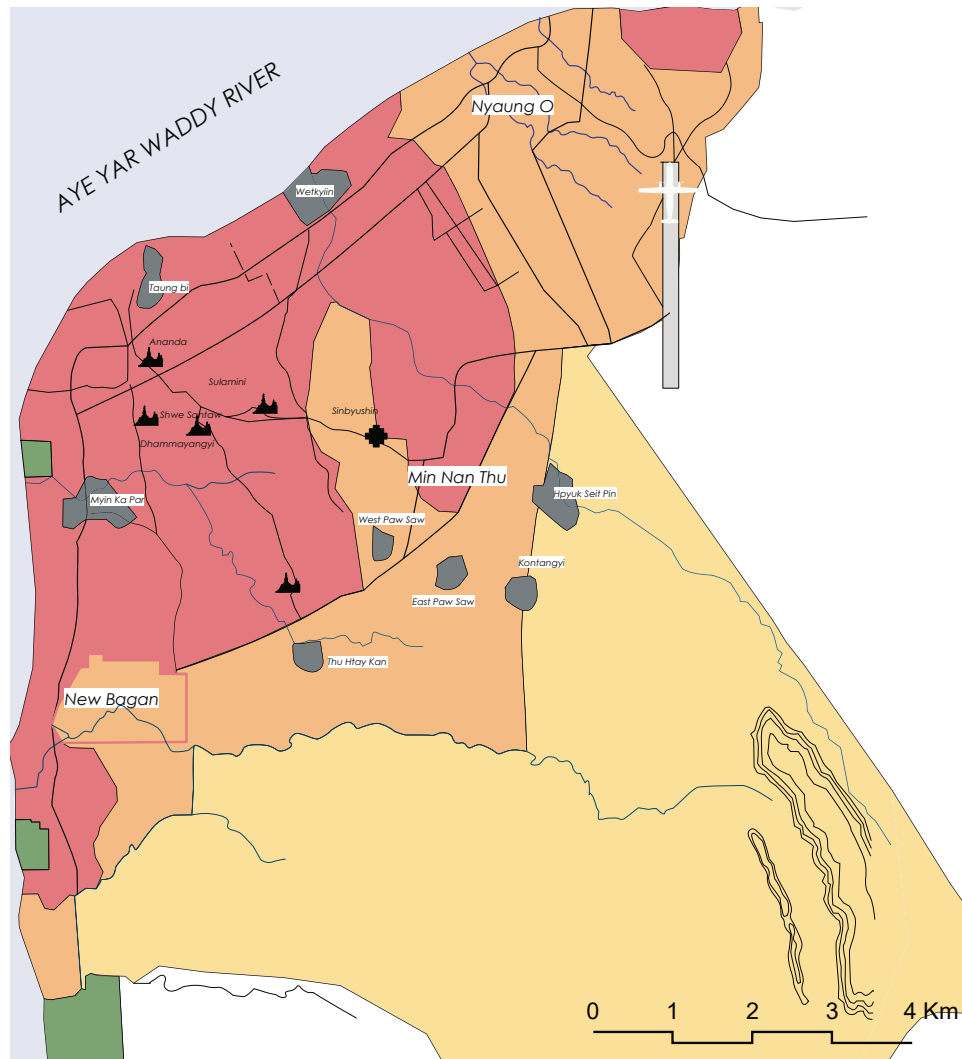 Nyaung O
AYE YAR WADDY RIVER
Wetkyiin
Taung bi
Ananda
Sulamini
Shwe Santaw
Sinbyushin
Dhammayangyi
Min Nan Thu
Hpyuk Seit Pin
Myin Ka Par
West Paw Saw
Kontangyi
East Paw Saw
Thu Htay Kan
New Bagan
0 1 2 3 4 Km